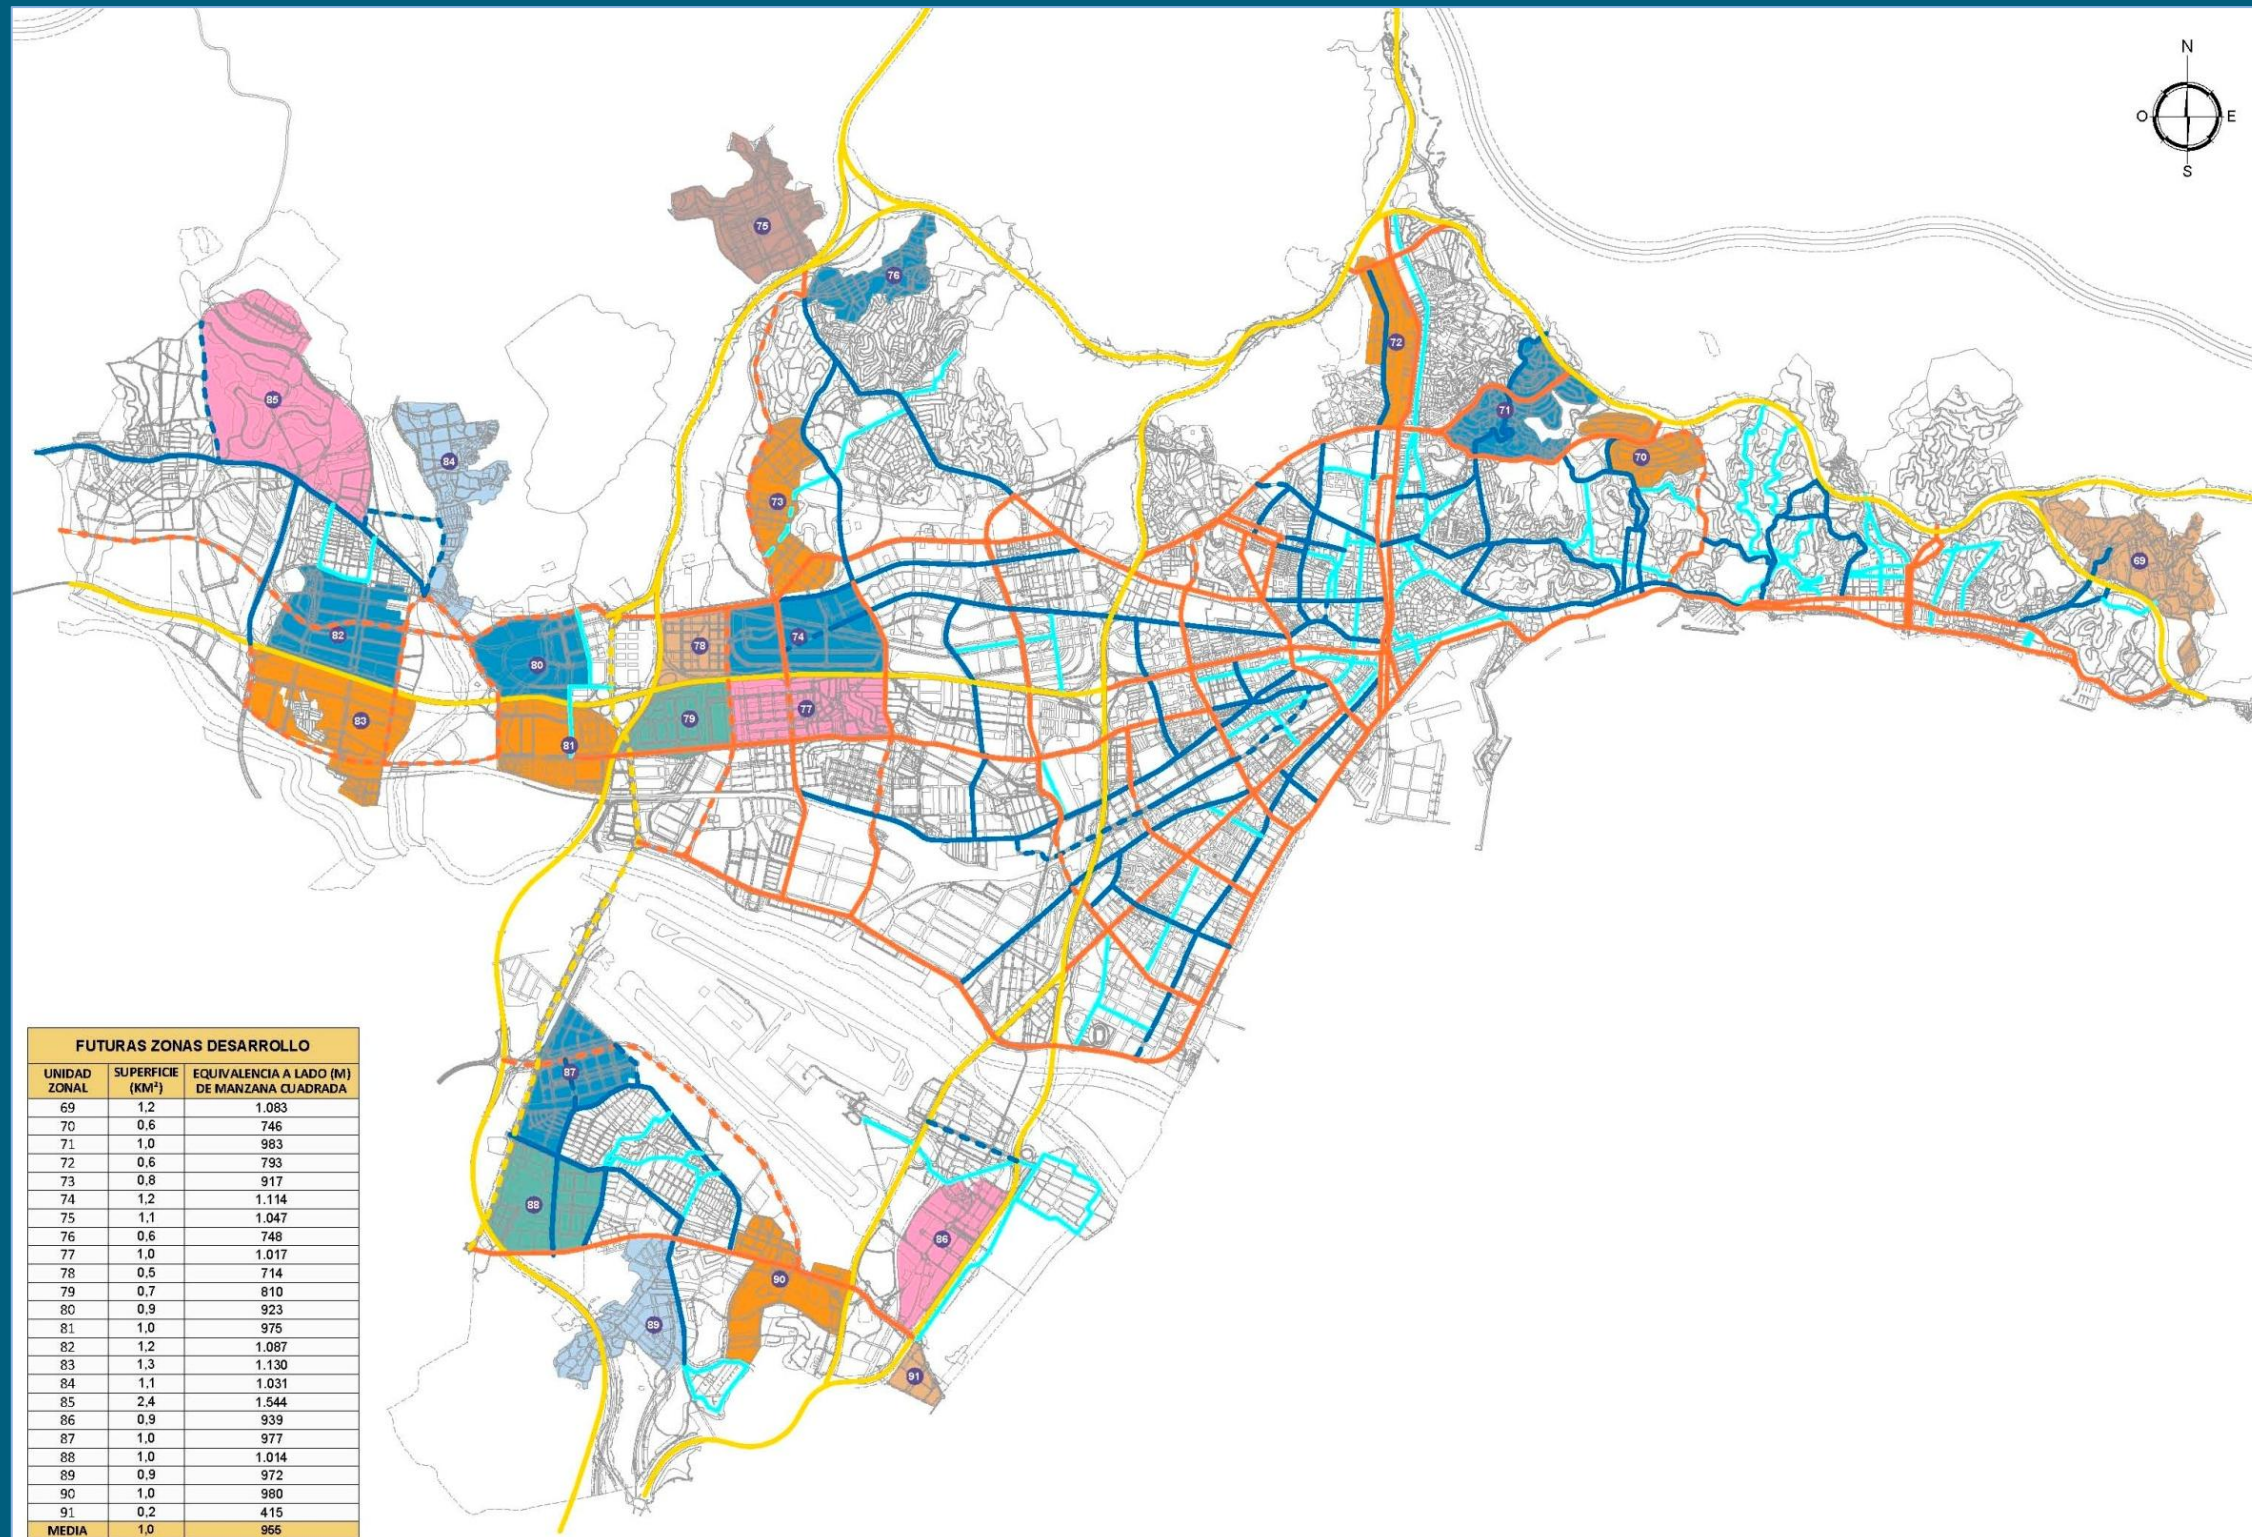 N
O E
S
75
76
72
85
71
84
70
73
69
82
74
78
80
83
79
77
81
87
88
86
90
89
91
FUTURAS ZONAS DESARROLLO
UNIDAD ZONAL SUPERFICIE (KM²) EQUIVALENCIA A LADO (M) DE MANZANA CUADRADA
69 1,2 1.083
70 0,6 746
71 1,0 983
72 0,6 793
73 0,8 917
74 1,2 1.114
75 1,1 1.047
76 0,6 748
77 1,0 1.017
78 0,5 714
79 0,7 810
80 0,9 923
81 1,0 975
82 1,2 1.087
83 1,3 1.130
84 1,1 1.031
85 2,4 1.544
86 0,9 939
87 1,0 977
88 1,0 1.014
89 0,9 972
90 1,0 980
91 0,2 415
MEDIA 1,0 955